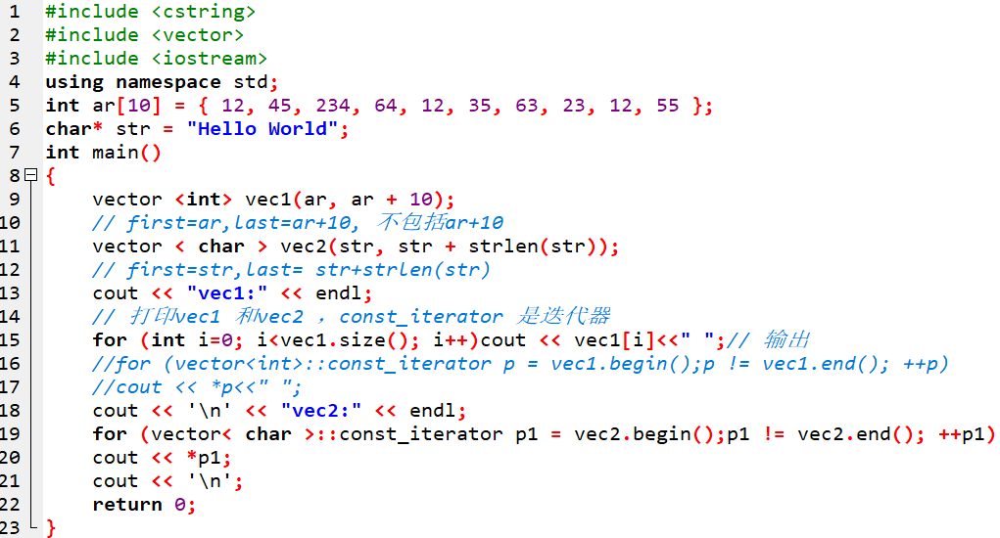 1 #include <cstring>
2 #include <vector>
3 #include <iostream>
4 using namespace std;
5 int ar[10] = { 12, 45, 234, 64, 12, 35, 63, 23, 12, 55 };
6 char* str = "Hello World";
7 int main()
8 {
9 vector <int> vec1(ar, ar + 10);
10 // first=ar,last=ar+10, 不包括ar+10
11 vector < char > vec2(str, str + strlen(str));
12 // first=str,last= str+strlen(str)
13 cout << "vec1:" << endl;
14 // 打印vec1 和vec2 ，const_iterator 是迭代器
15 for (int i=0; i<vec1.size(); i++)cout << vec1[i]<<" ";// 输出
16 //for (vector<int>::const_iterator p = vec1.begin();p != vec1.end(); ++p)
17 //cout << *p<<" ";
18 cout << '\n' << "vec2:" << endl;
19 for (vector< char >::const_iterator p1 = vec2.begin();p1 != vec2.end(); ++p1)
20 cout << *p1;
21 cout << '\n';
22 return 0;
23 }